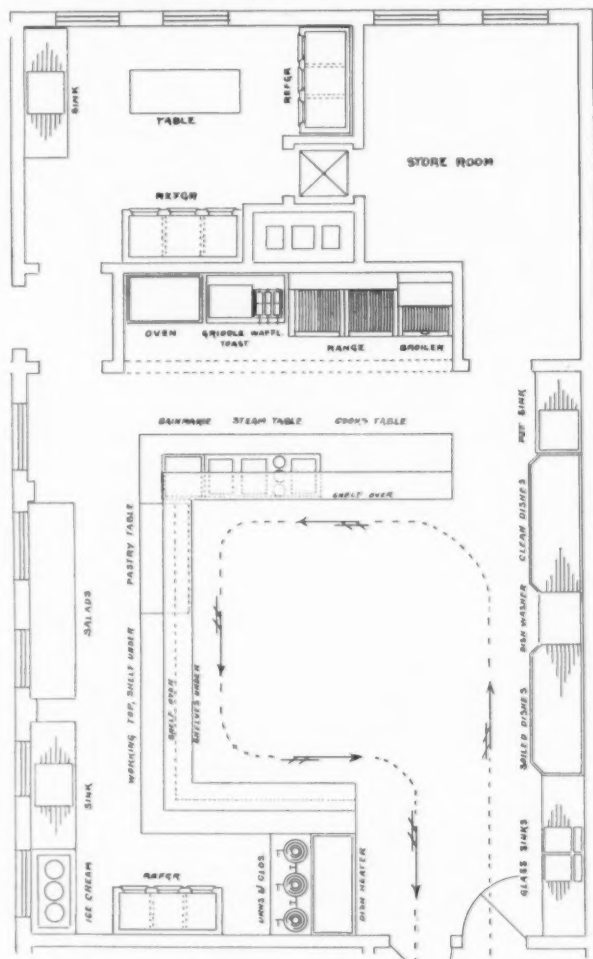 SINK
TABLE
REFGR
STORE ROOM
REFGR
OVEN
GRIDDLE WAFFL.
TOAST
RANGE
BROILER
BAINMARIE STEAM TABLE COOK'S TABLE
SHELF OVER
POT SINK
CLEAN DISHES
DISH WASHER
SOILED DISHES
GLASS SINKS
PASTRY TABLE
WORKING TOP, SHELF UNDER
SHELF OVER
SHELVES UNDER
SALADS
SINK
ICE CREAM
REFGR
URNS & CLOS.
DISH HEATER